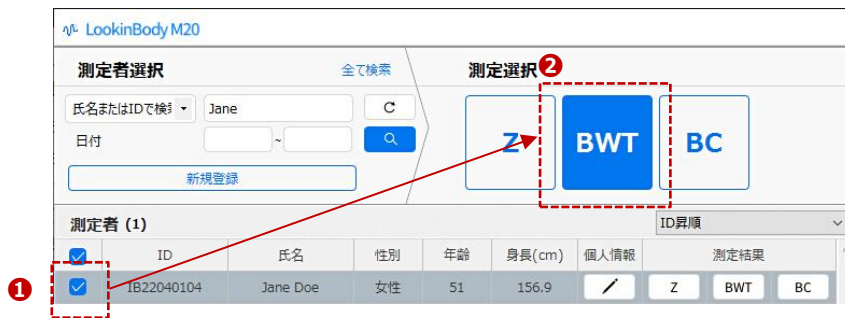 LookinBody M20
測定者選択
全て検索
測定選択
❷
氏名またはIDで検索
Jane
日付
~
新規登録
Z
BWT
BC
測定者 (1)
ID昇順
ID 氏名 性別 年齢 身長(cm) 個人情報 測定結果
❶
IB22040104 Jane Doe 女性 51 156.9 Z BWT BC